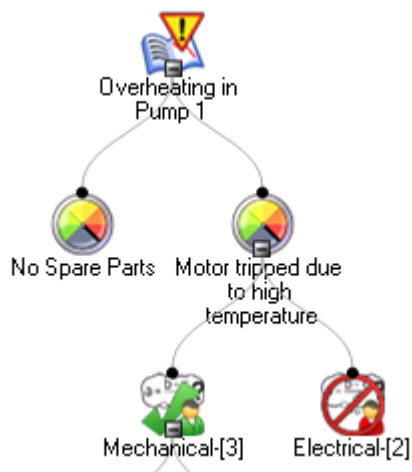 Overheating in
Pump 1
No Spare Parts
Motor tripped due
to high
temperature
Mechanical-[3]
Electrical-[2]